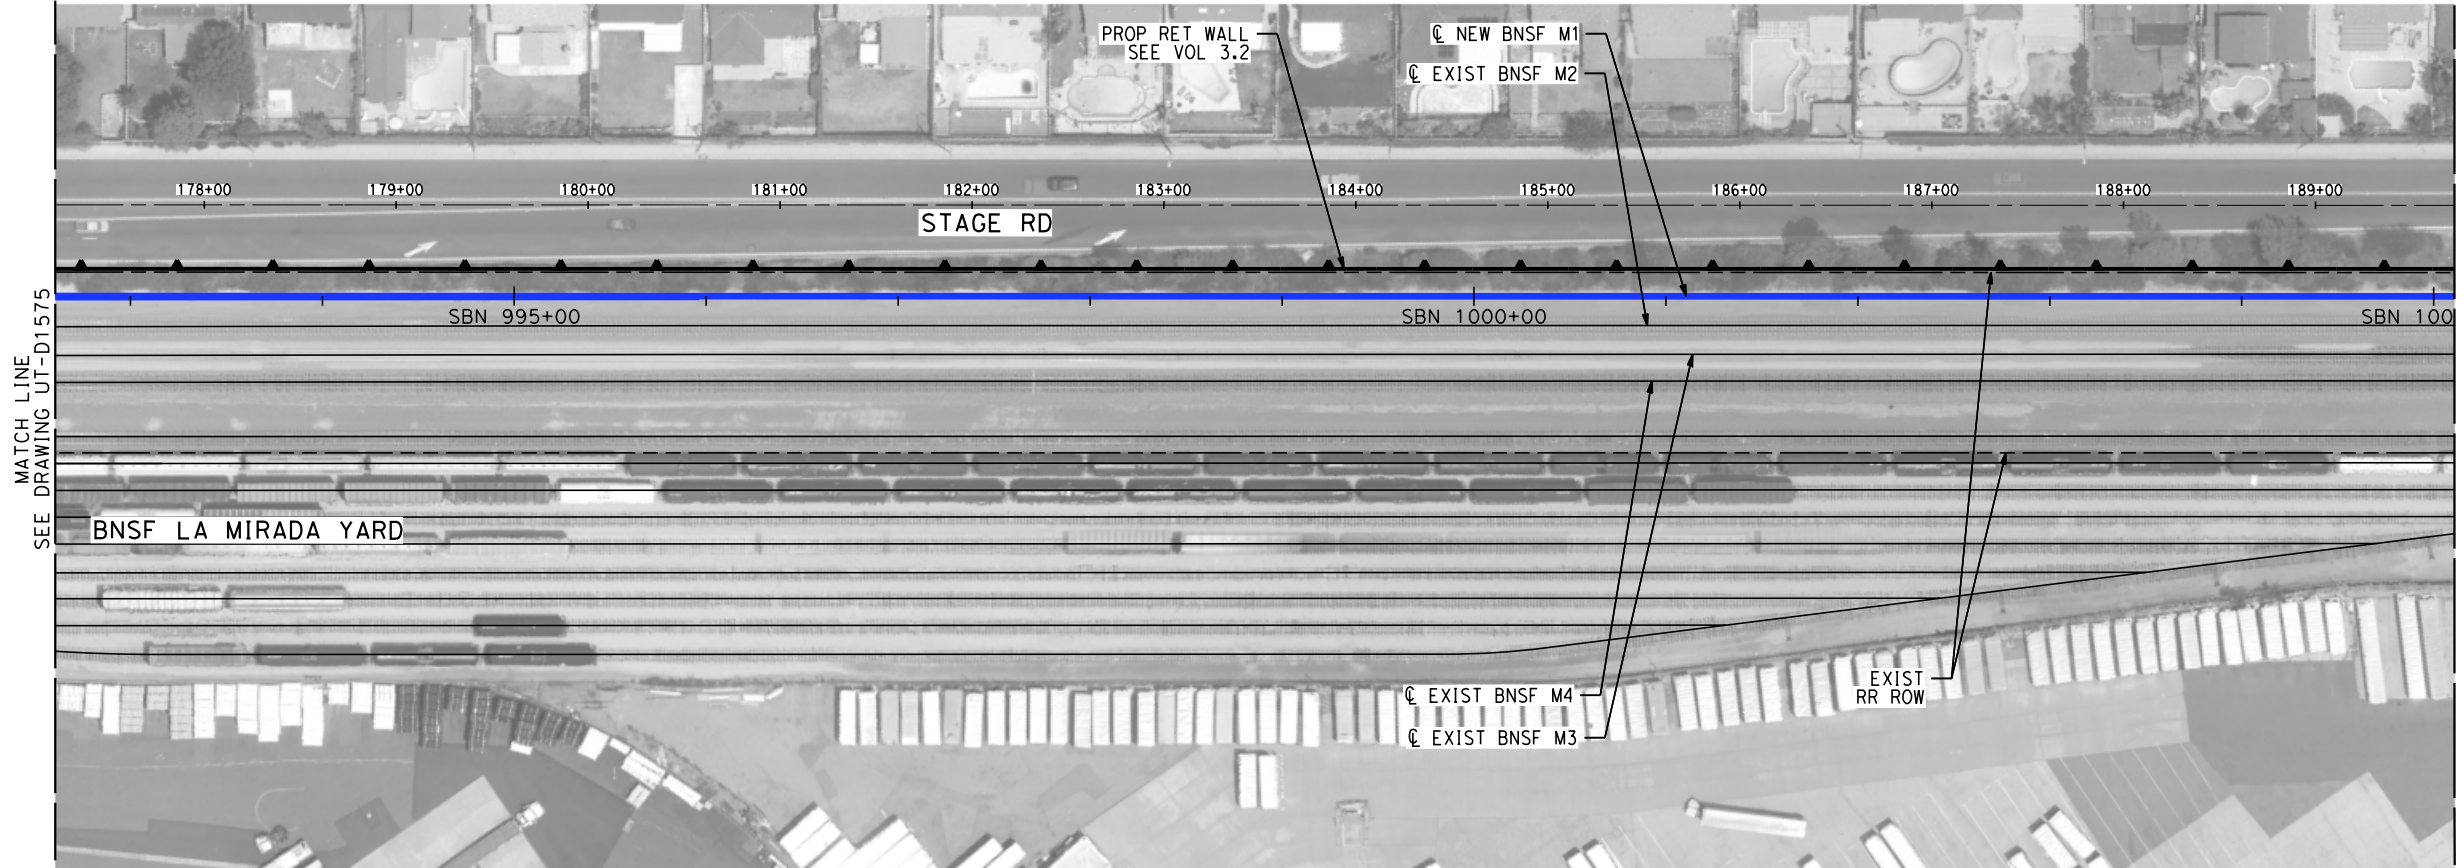 PROP RET WALL
SEE VOL 3.2
℄ NEW BNSF M1
℄ EXIST BNSF M2
178+00 179+00 180+00 181+00 182+00 183+00 184+00 185+00 186+00 187+00 188+00 189+00
STAGE RD
MATCH LINE
SEE DRAWING UT-D1575
SBN 995+00 SBN 1000+00 SBN 100
BNSF LA MIRADA YARD
℄ EXIST BNSF M4
℄ EXIST BNSF M3
EXIST
RR ROW